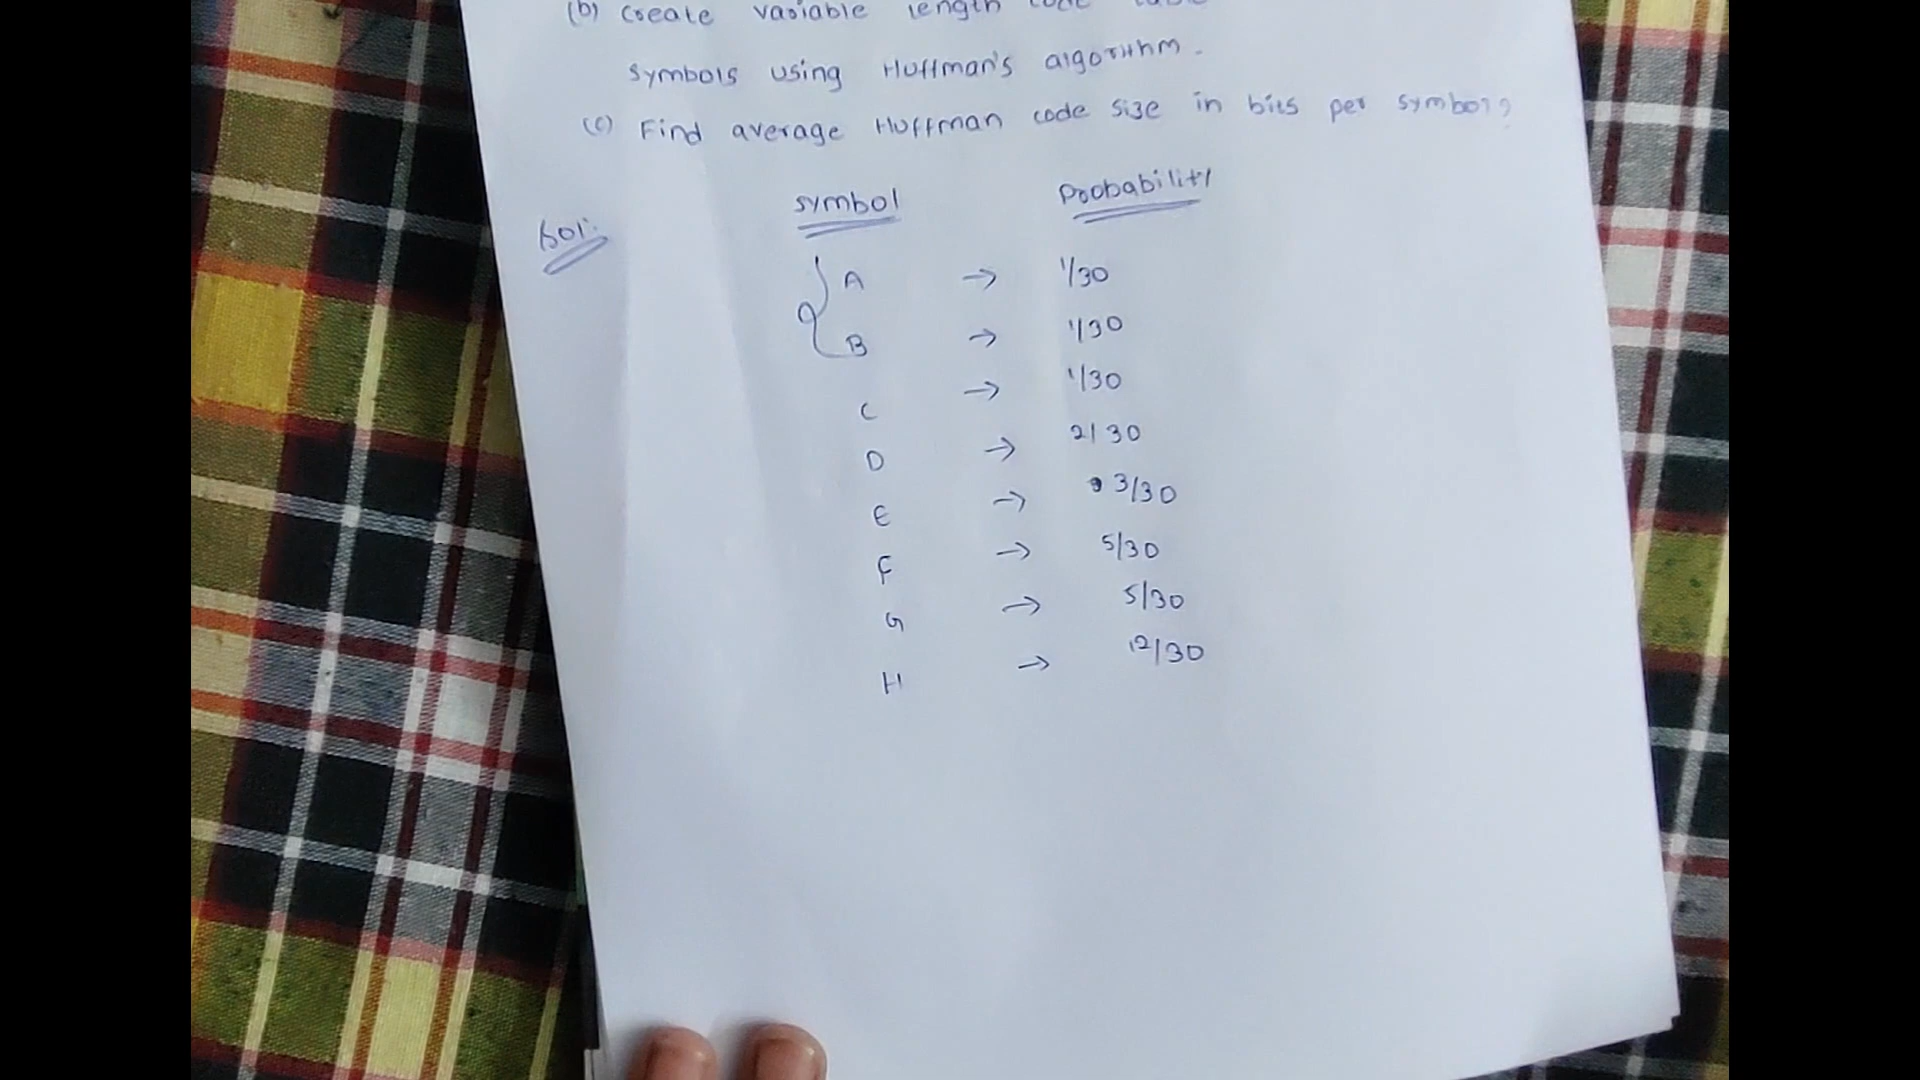 (b) create variable length code
symbols using Huffman's algorithm.
(c) Find average Huffman code size in bits per symbol?
Sol: symbol Probability
A → 1/30
B → 1/30
C → 1/30
D → 2/30
E → 3/30
F → 5/30
G → 5/30
H → 12/30